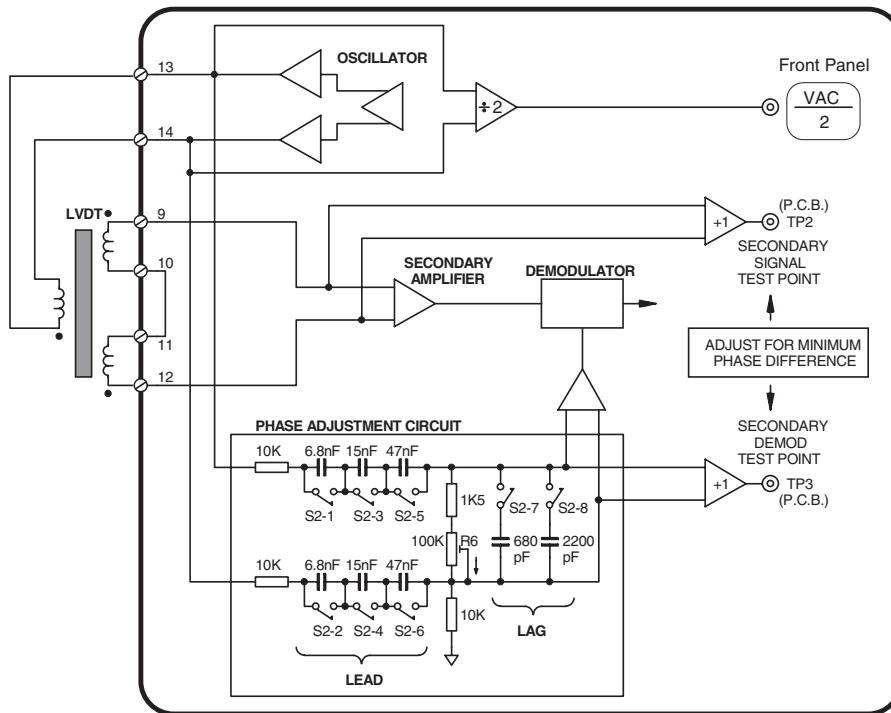 13
OSCILLATOR
Front Panel
÷2
VAC
2
14
LVDT
9
(P.C.B.)
+1
TP2
10
SECONDARY
AMPLIFIER
DEMODULATOR
SECONDARY
SIGNAL
TEST POINT
11
ADJUST FOR MINIMUM
PHASE DIFFERENCE
12
SECONDARY
DEMOD
TEST POINT
PHASE ADJUSTMENT CIRCUIT
10K
6.8nF
15nF
47nF
+1
TP3
(P.C.B.)
S2-1
S2-3
S2-5
1K5
S2-7
S2-8
100K
R6
680
pF
2200
pF
10K
6.8nF
15nF
47nF
S2-2
S2-4
S2-6
10K
LAG
LEAD